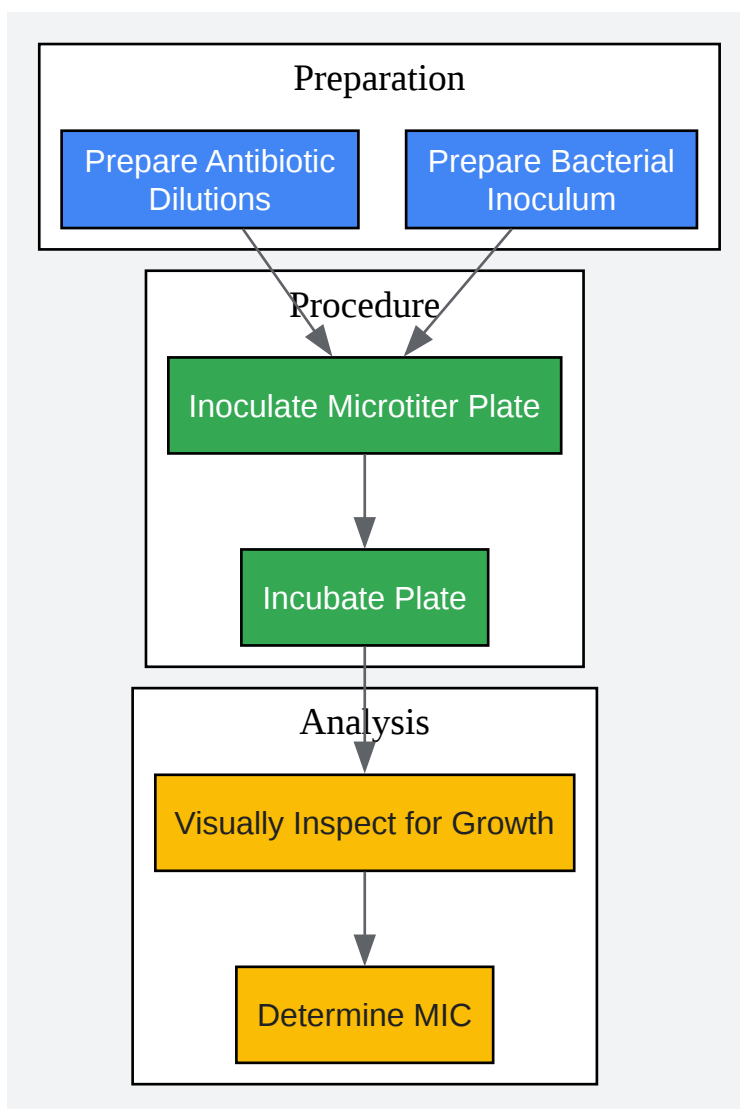 Preparation
Prepare Antibiotic
Dilutions
Prepare Bacterial
Inoculum
Procedure
Inoculate Microtiter Plate
Incubate Plate
Analysis
Visually Inspect for Growth
Determine MIC